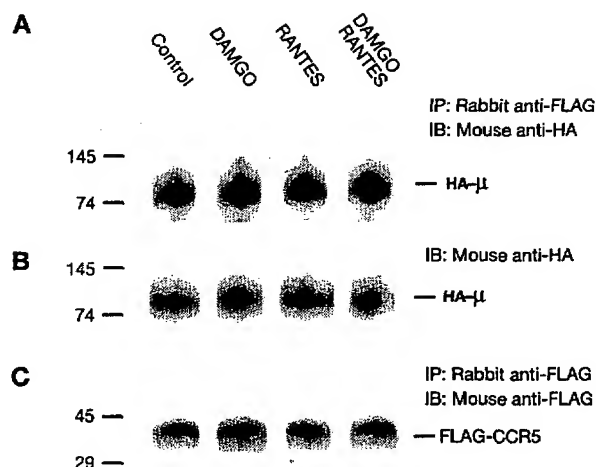 A
Control
DAMGO
RANTES
DAMGO
RANTES
IP: Rabbit anti-FLAG
IB: Mouse anti-HA
145
HA-μ
74
B
IB: Mouse anti-HA
145
HA-μ
74
C
IP: Rabbit anti-FLAG
IB: Mouse anti-FLAG
45
FLAG-CCR5
29